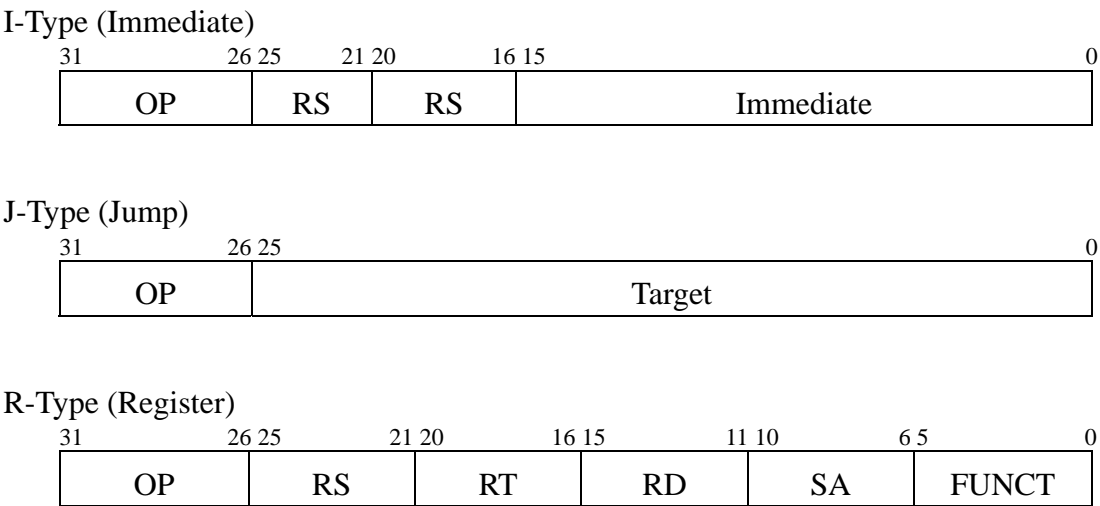 I-Type (Immediate)
31 26 25 21 20 16 15 0
OP RS RS Immediate
J-Type (Jump)
31 26 25 0
OP Target
R-Type (Register)
31 26 25 21 20 16 15 11 10 6 5 0
OP RS RT RD SA FUNCT